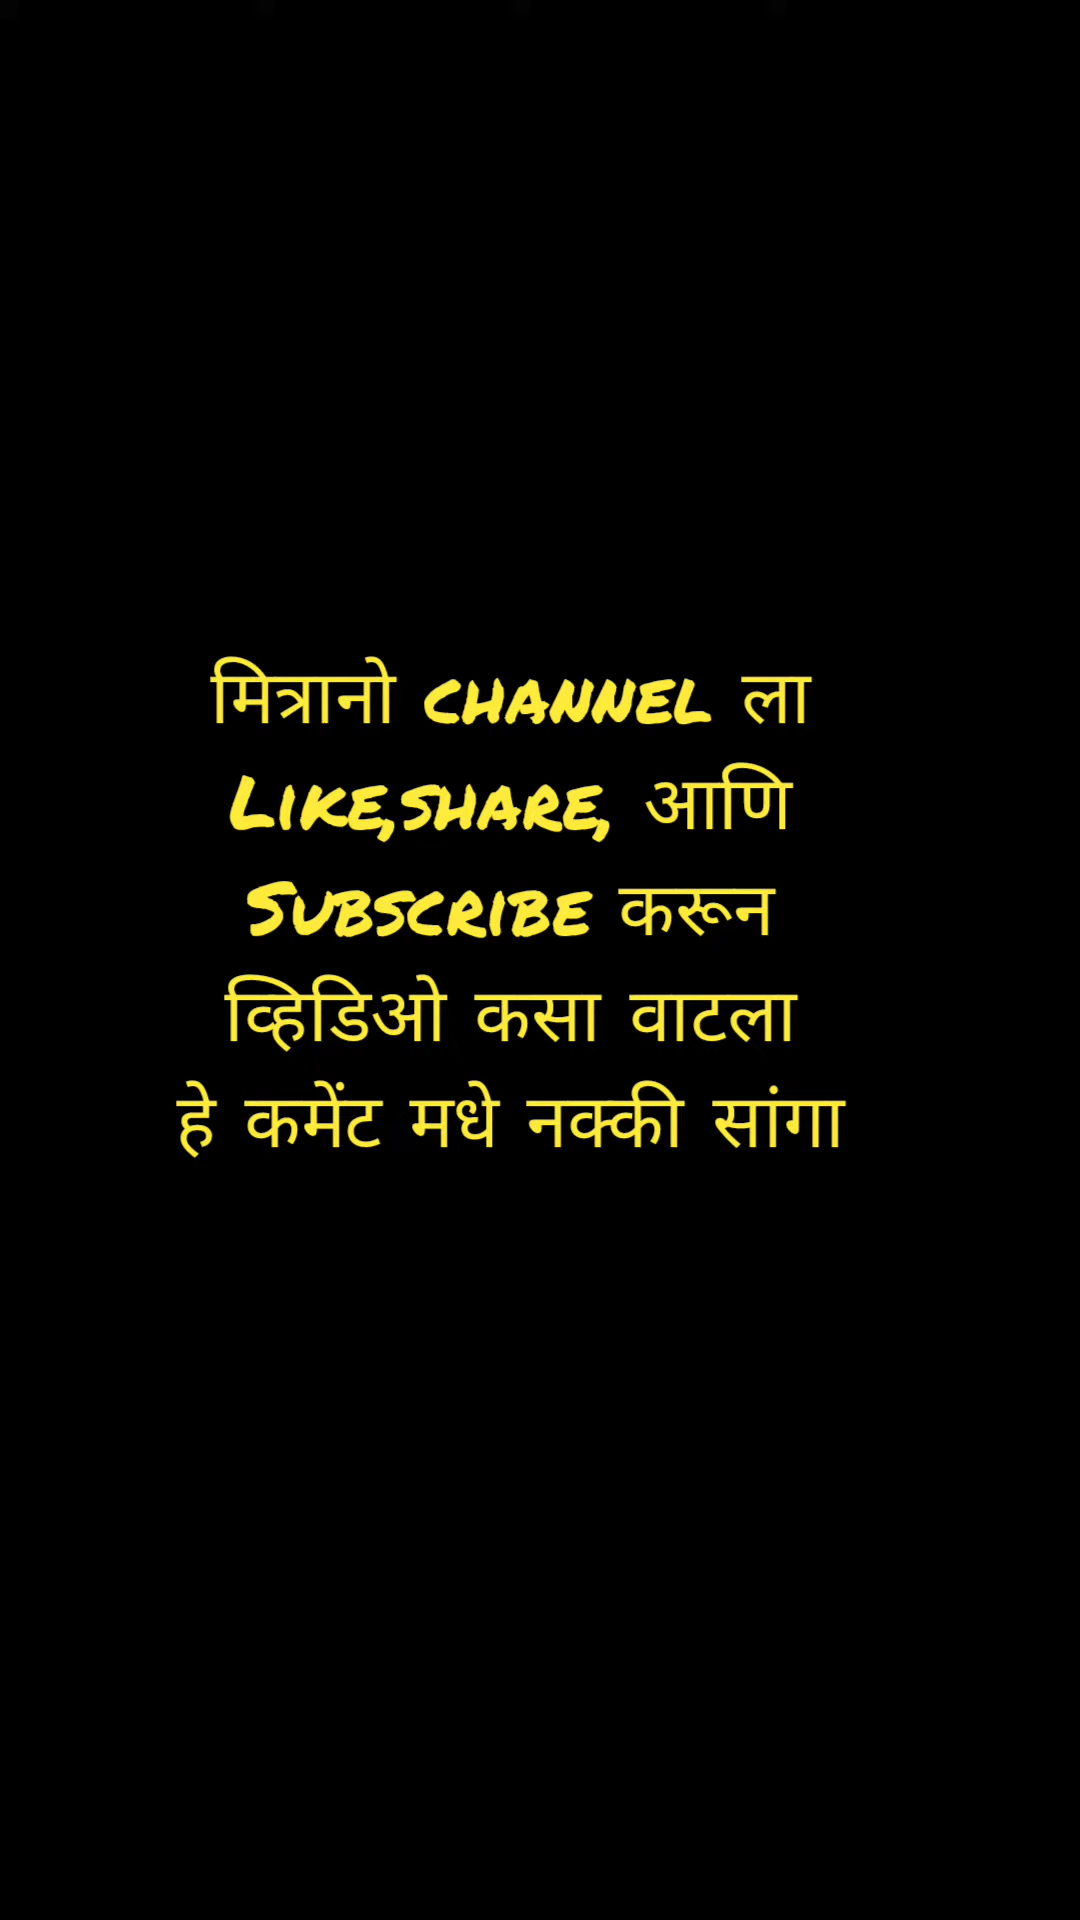 मित्रानो CHANNEL ला
LIKE,SHARE, आणि
SUBSCRIBE करून
व्हिडिओ कसा वाटला
हे कमेंट मधे नक्की सांगा